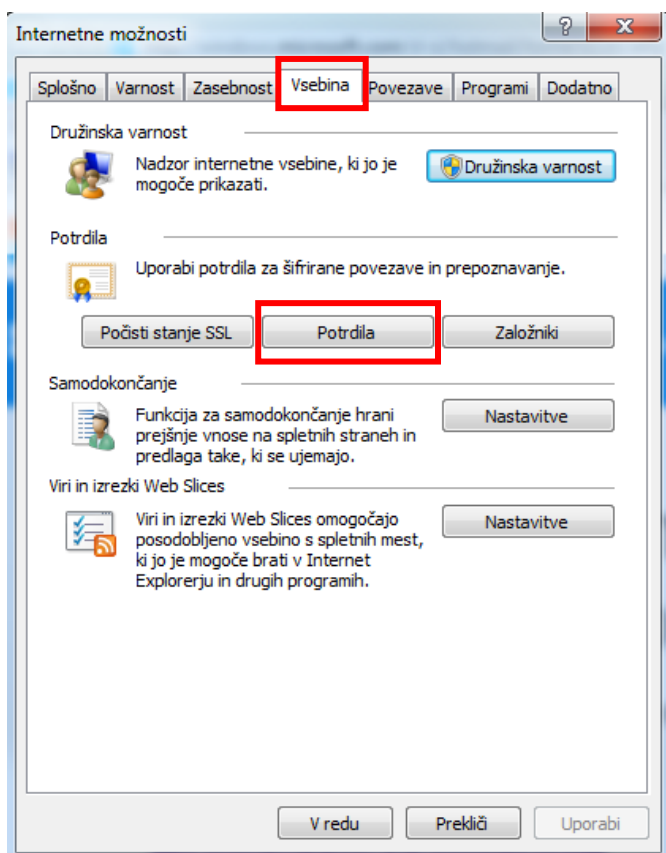 Internetne možnosti
Splošno Varnost Zasebnost Vsebina Povezave Programi Dodatno
Družinska varnost
Nadzor internetne vsebine, ki jo je
mogoče prikazati.
Družinska varnost
Potrdila
Uporabi potrdila za šifrirane povezave in prepoznavanje.
Počisti stanje SSL Potrdila Založniki
Samodokončanje
Funkcija za samodokončanje hrani
prejšnje vnose na spletnih straneh in
predlaga take, ki se ujemajo.
Nastavitve
Viri in izrezki Web Slices
Viri in izrezki Web Slices omogočajo
posodobljeno vsebino s spletnih mest,
ki jo je mogoče brati v Internet
Explorerju in drugih programih.
Nastavitve
V redu Prekliči Uporabi